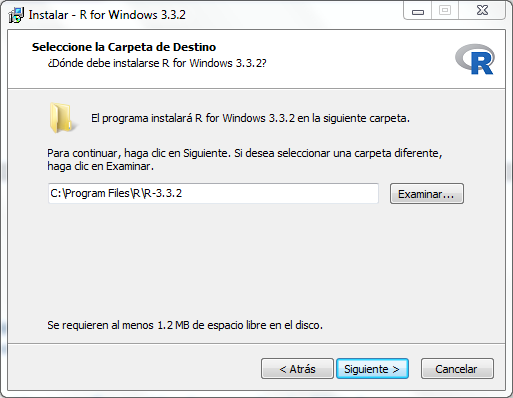 Instalar - R for Windows 3.3.2
Seleccione la Carpeta de Destino
¿Dónde debe instalarse R for Windows 3.3.2?
R
El programa instalará R for Windows 3.3.2 en la siguiente carpeta.
Para continuar, haga clic en Siguiente. Si desea seleccionar una carpeta diferente,
haga clic en Examinar.
C:\Program Files\R\R-3.3.2
Examinar...
Se requieren al menos 1.2 MB de espacio libre en el disco.
< Atrás
Siguiente >
Cancelar